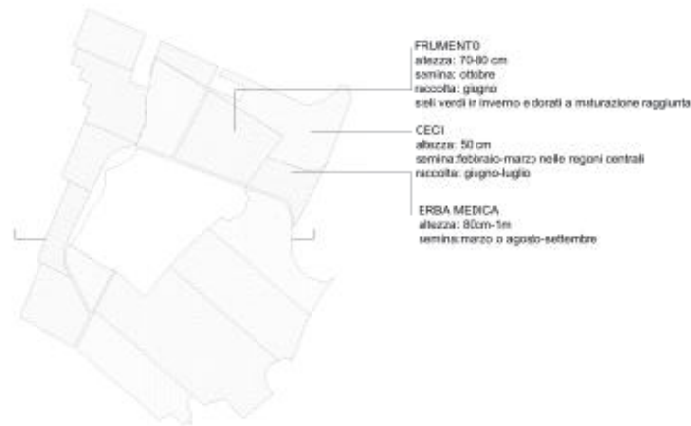 FRUMENTO
altezza: 70-80 cm
semina: ottobre
raccolta: giugno
steli verdi in inverno e dorati a maturazione raggiunta
CECI
altezza: 50 cm
semina:febbraio-marzo nelle regoni centrali
raccolta: giugno-luglio
ERBA MEDICA
altezza: 80cm-1m
semina:marzo o agosto-settembre